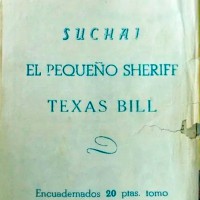 SUCHAI
EL PEQUEÑO SHERIFF
TEXAS BILL
Encuadernados 20 ptas. tomo